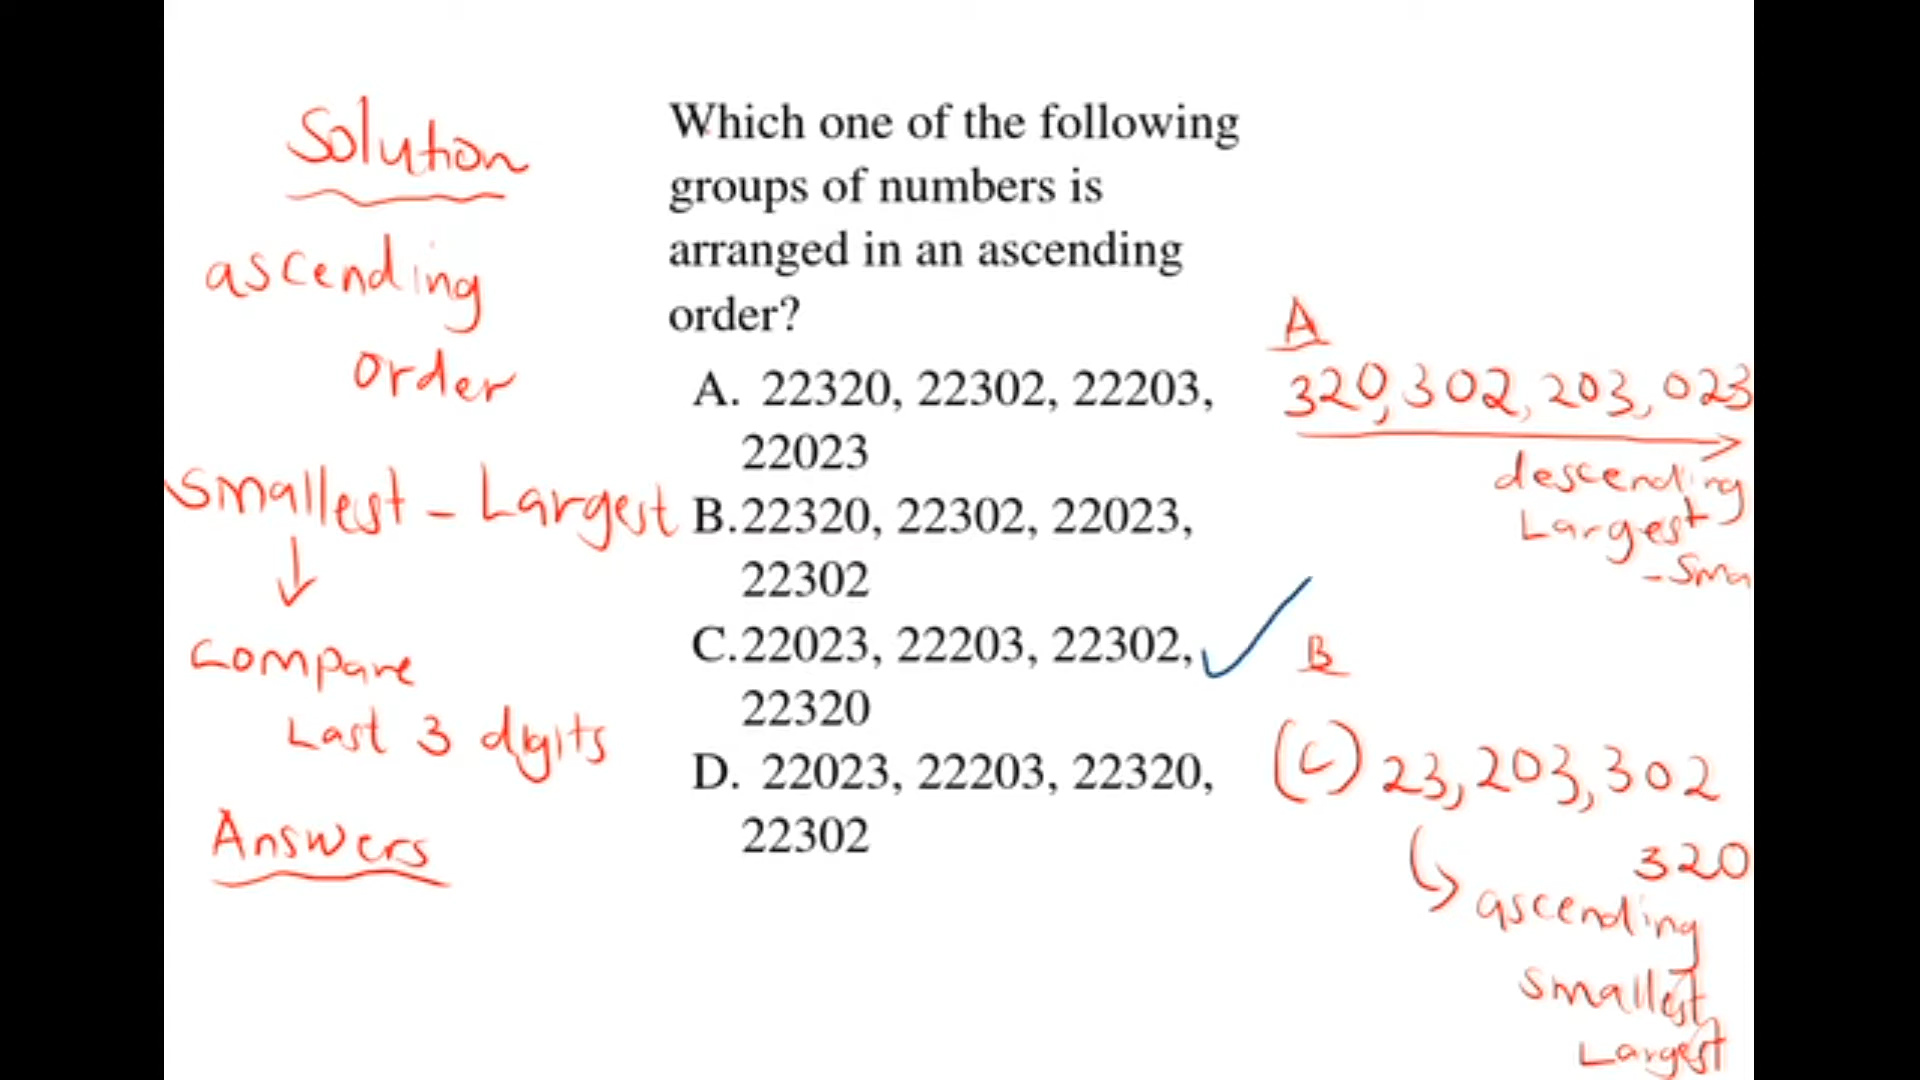 Solution
ascending
order
smallest - Largest
↓
compare
Last 3 digits
Answers
Which one of the following
groups of numbers is
arranged in an ascending
order?
A. 22320, 22302, 22203,
22023
B.22320, 22302, 22023,
22302
C.22023, 22203, 22302,
22320
D. 22023, 22203, 22320,
22302
A
320, 302, 203, 023
descending
Largest
- Sma
B
(C) 23, 203, 302
320
ascending
smallest
Largest